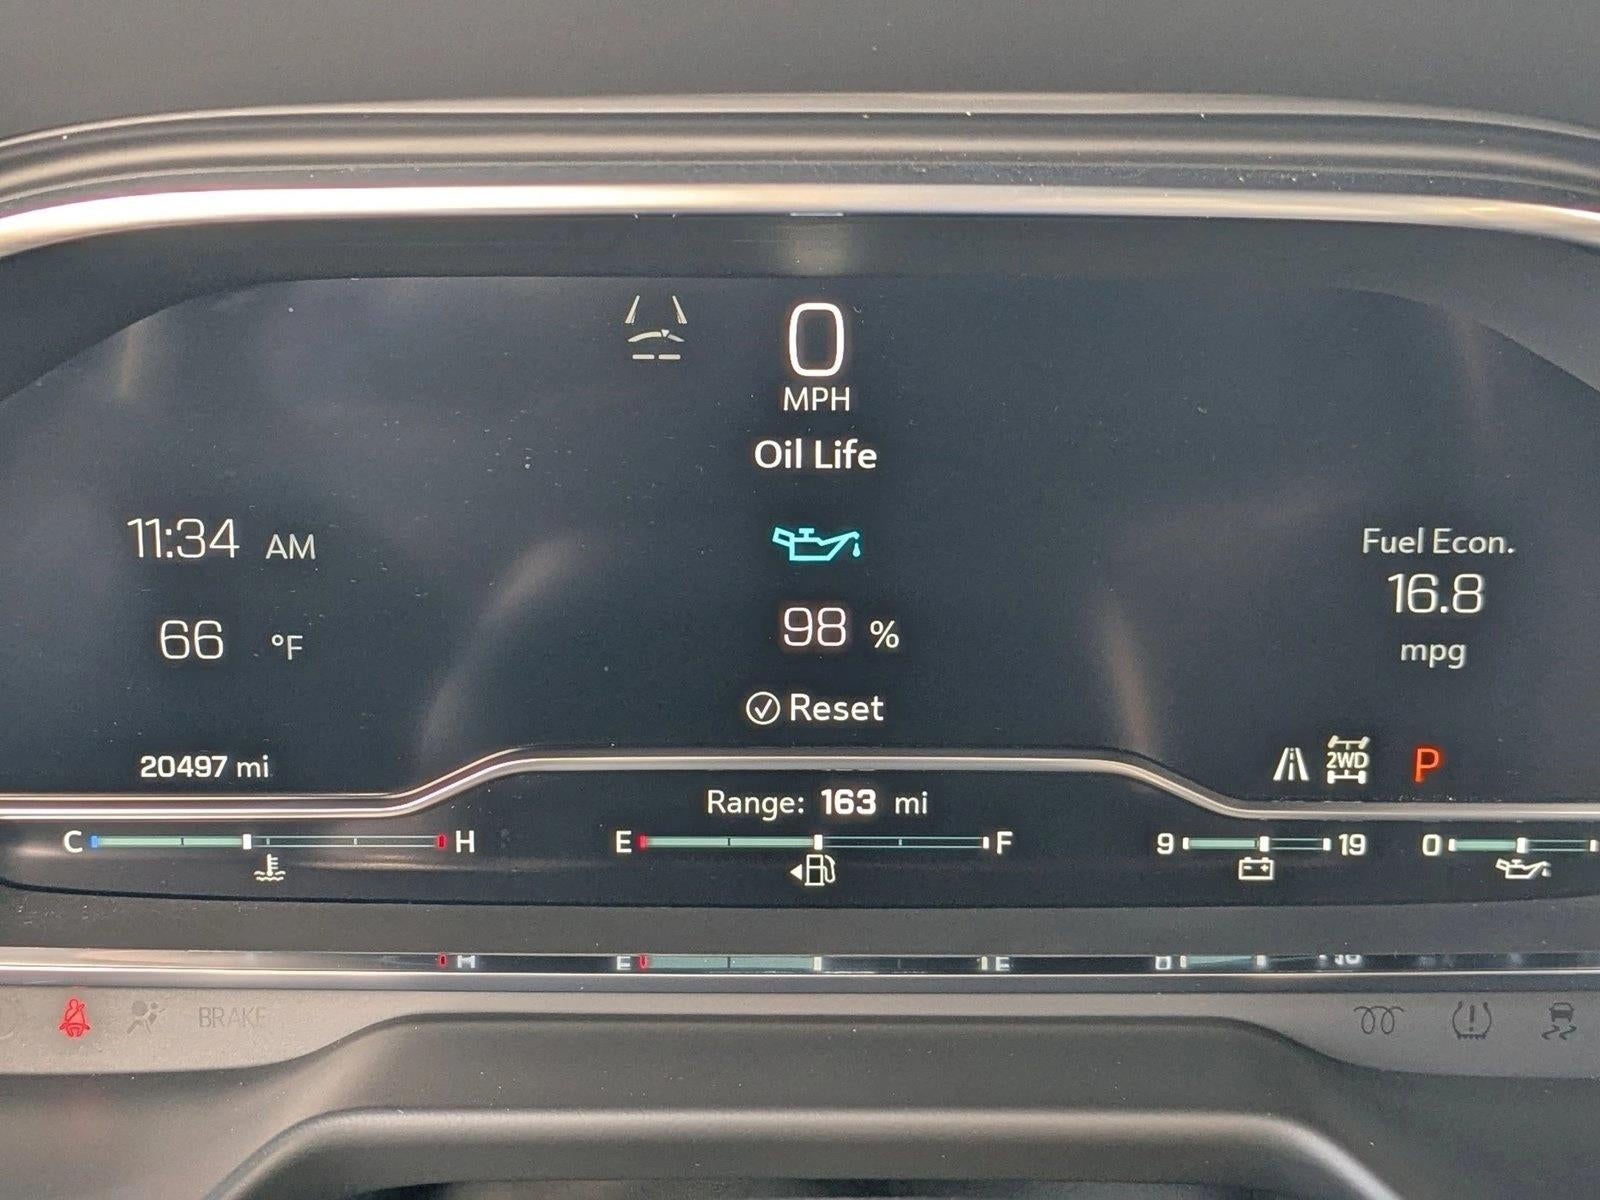 0
MPH
Oil Life
11:34 AM
66 °F
98 %
Reset
Fuel Econ.
16.8
mpg
20497 mi
2WD
P
Range: 163 mi
C H
E F
9 19
0
BRAKE